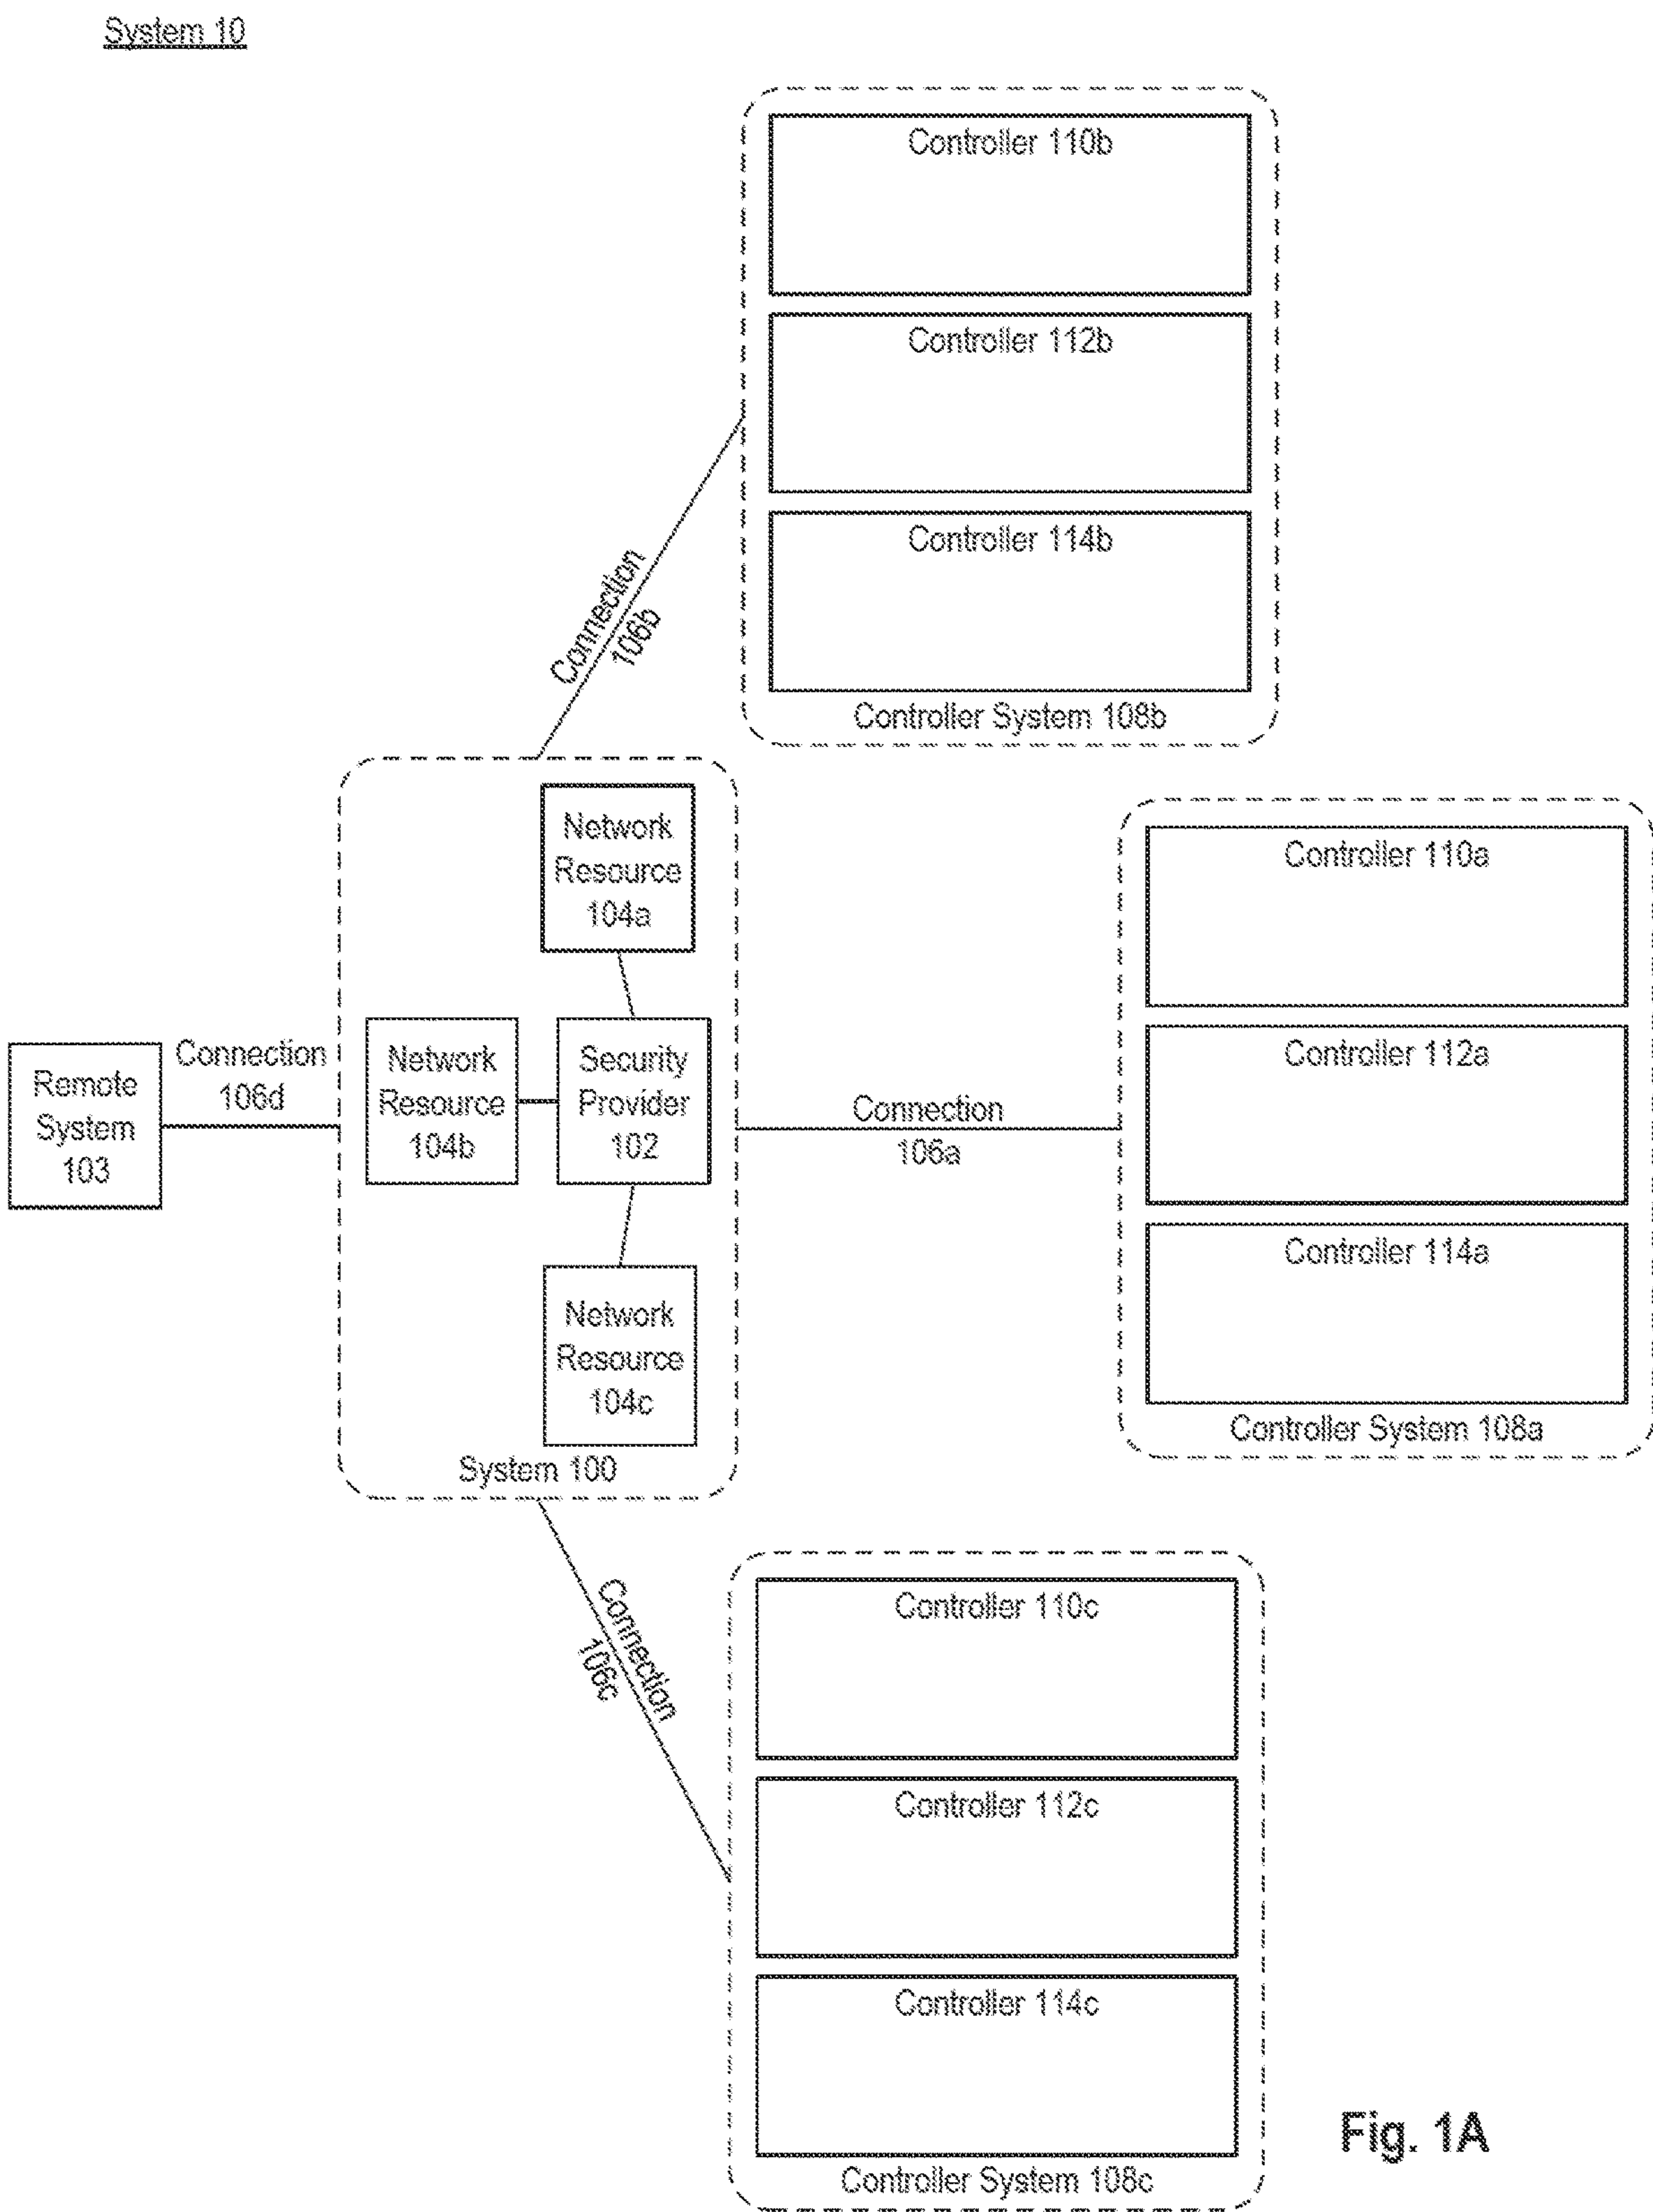 System 10
Controller 110b
Controller 112b
Controller 114b
Controller System 108b
Connection
106b
Network
Resource
104a
Network
Resource
104b
Security
Provider
102
Network
Resource
104c
System 100
Remote
System
103
Connection
106d
Connection
106a
Controller 110a
Controller 112a
Controller 114a
Controller System 108a
Connection
106c
Controller 110c
Controller 112c
Controller 114c
Controller System 108c
Fig. 1A